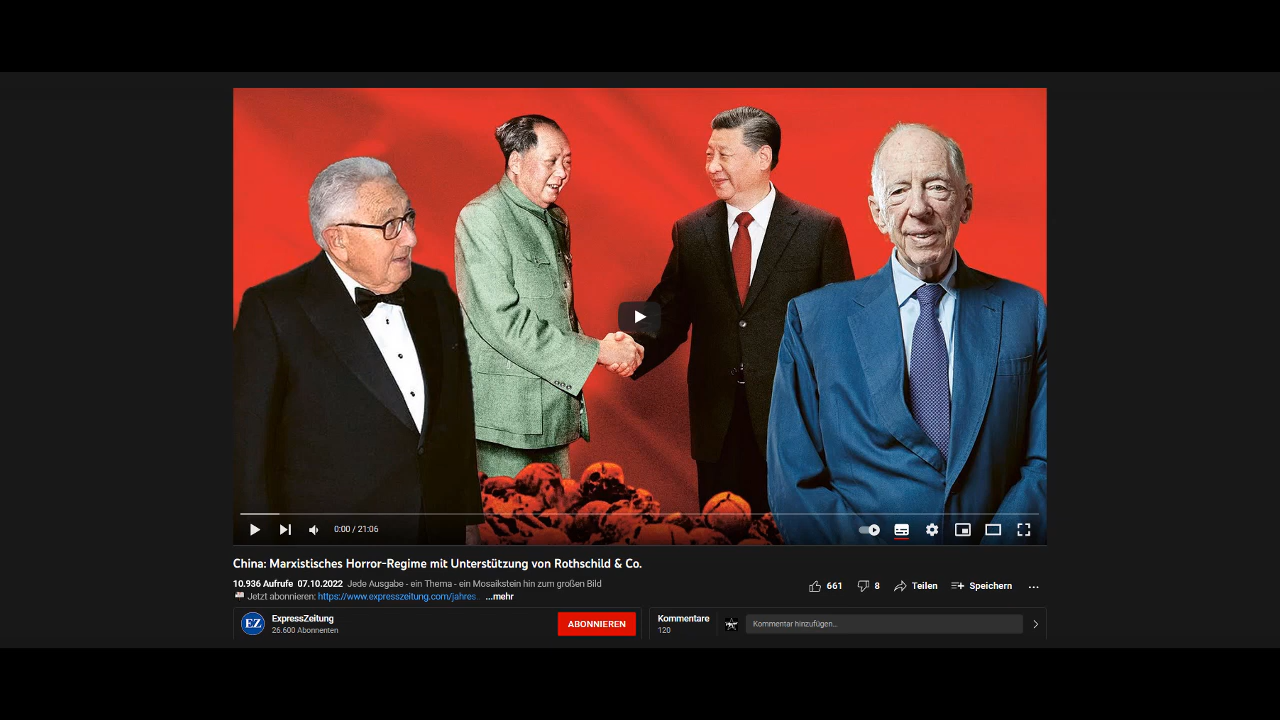 0:00 / 21:06
China: Marxistisches Horror-Regime mit Unterstützung von Rothschild & Co.
10.936 Aufrufe 07.10.2022 Jede Ausgabe - ein Thema - ein Mosaikstein hin zum großen Bild
Jetzt abonnieren: https://www.expresszeitung.com/jahres... ...mehr
661 8 Teilen Speichern ...
EZ ExpressZeitung
26.600 Abonnenten
ABONNIEREN
Kommentare
120
Kommentar hinzufügen...